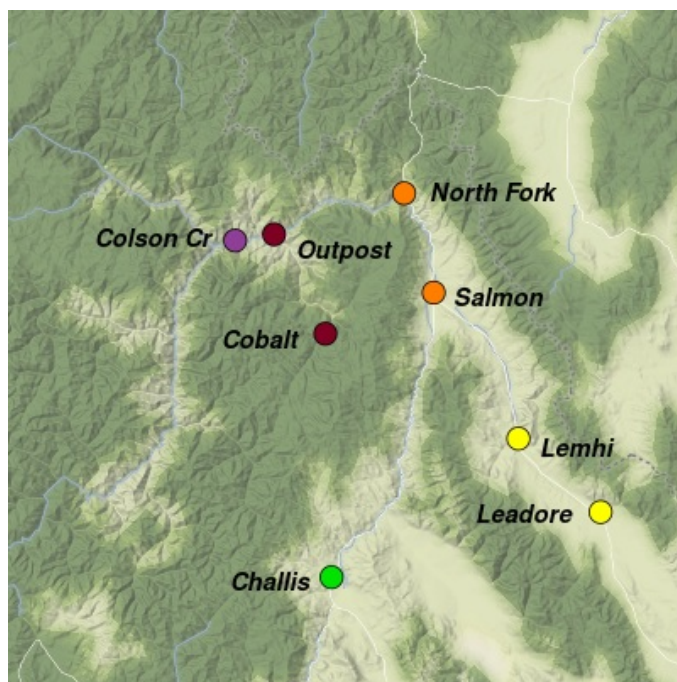 North Fork
Colson Cr
Outpost
Salmon
Cobalt
Lemhi
Leadore
Challis